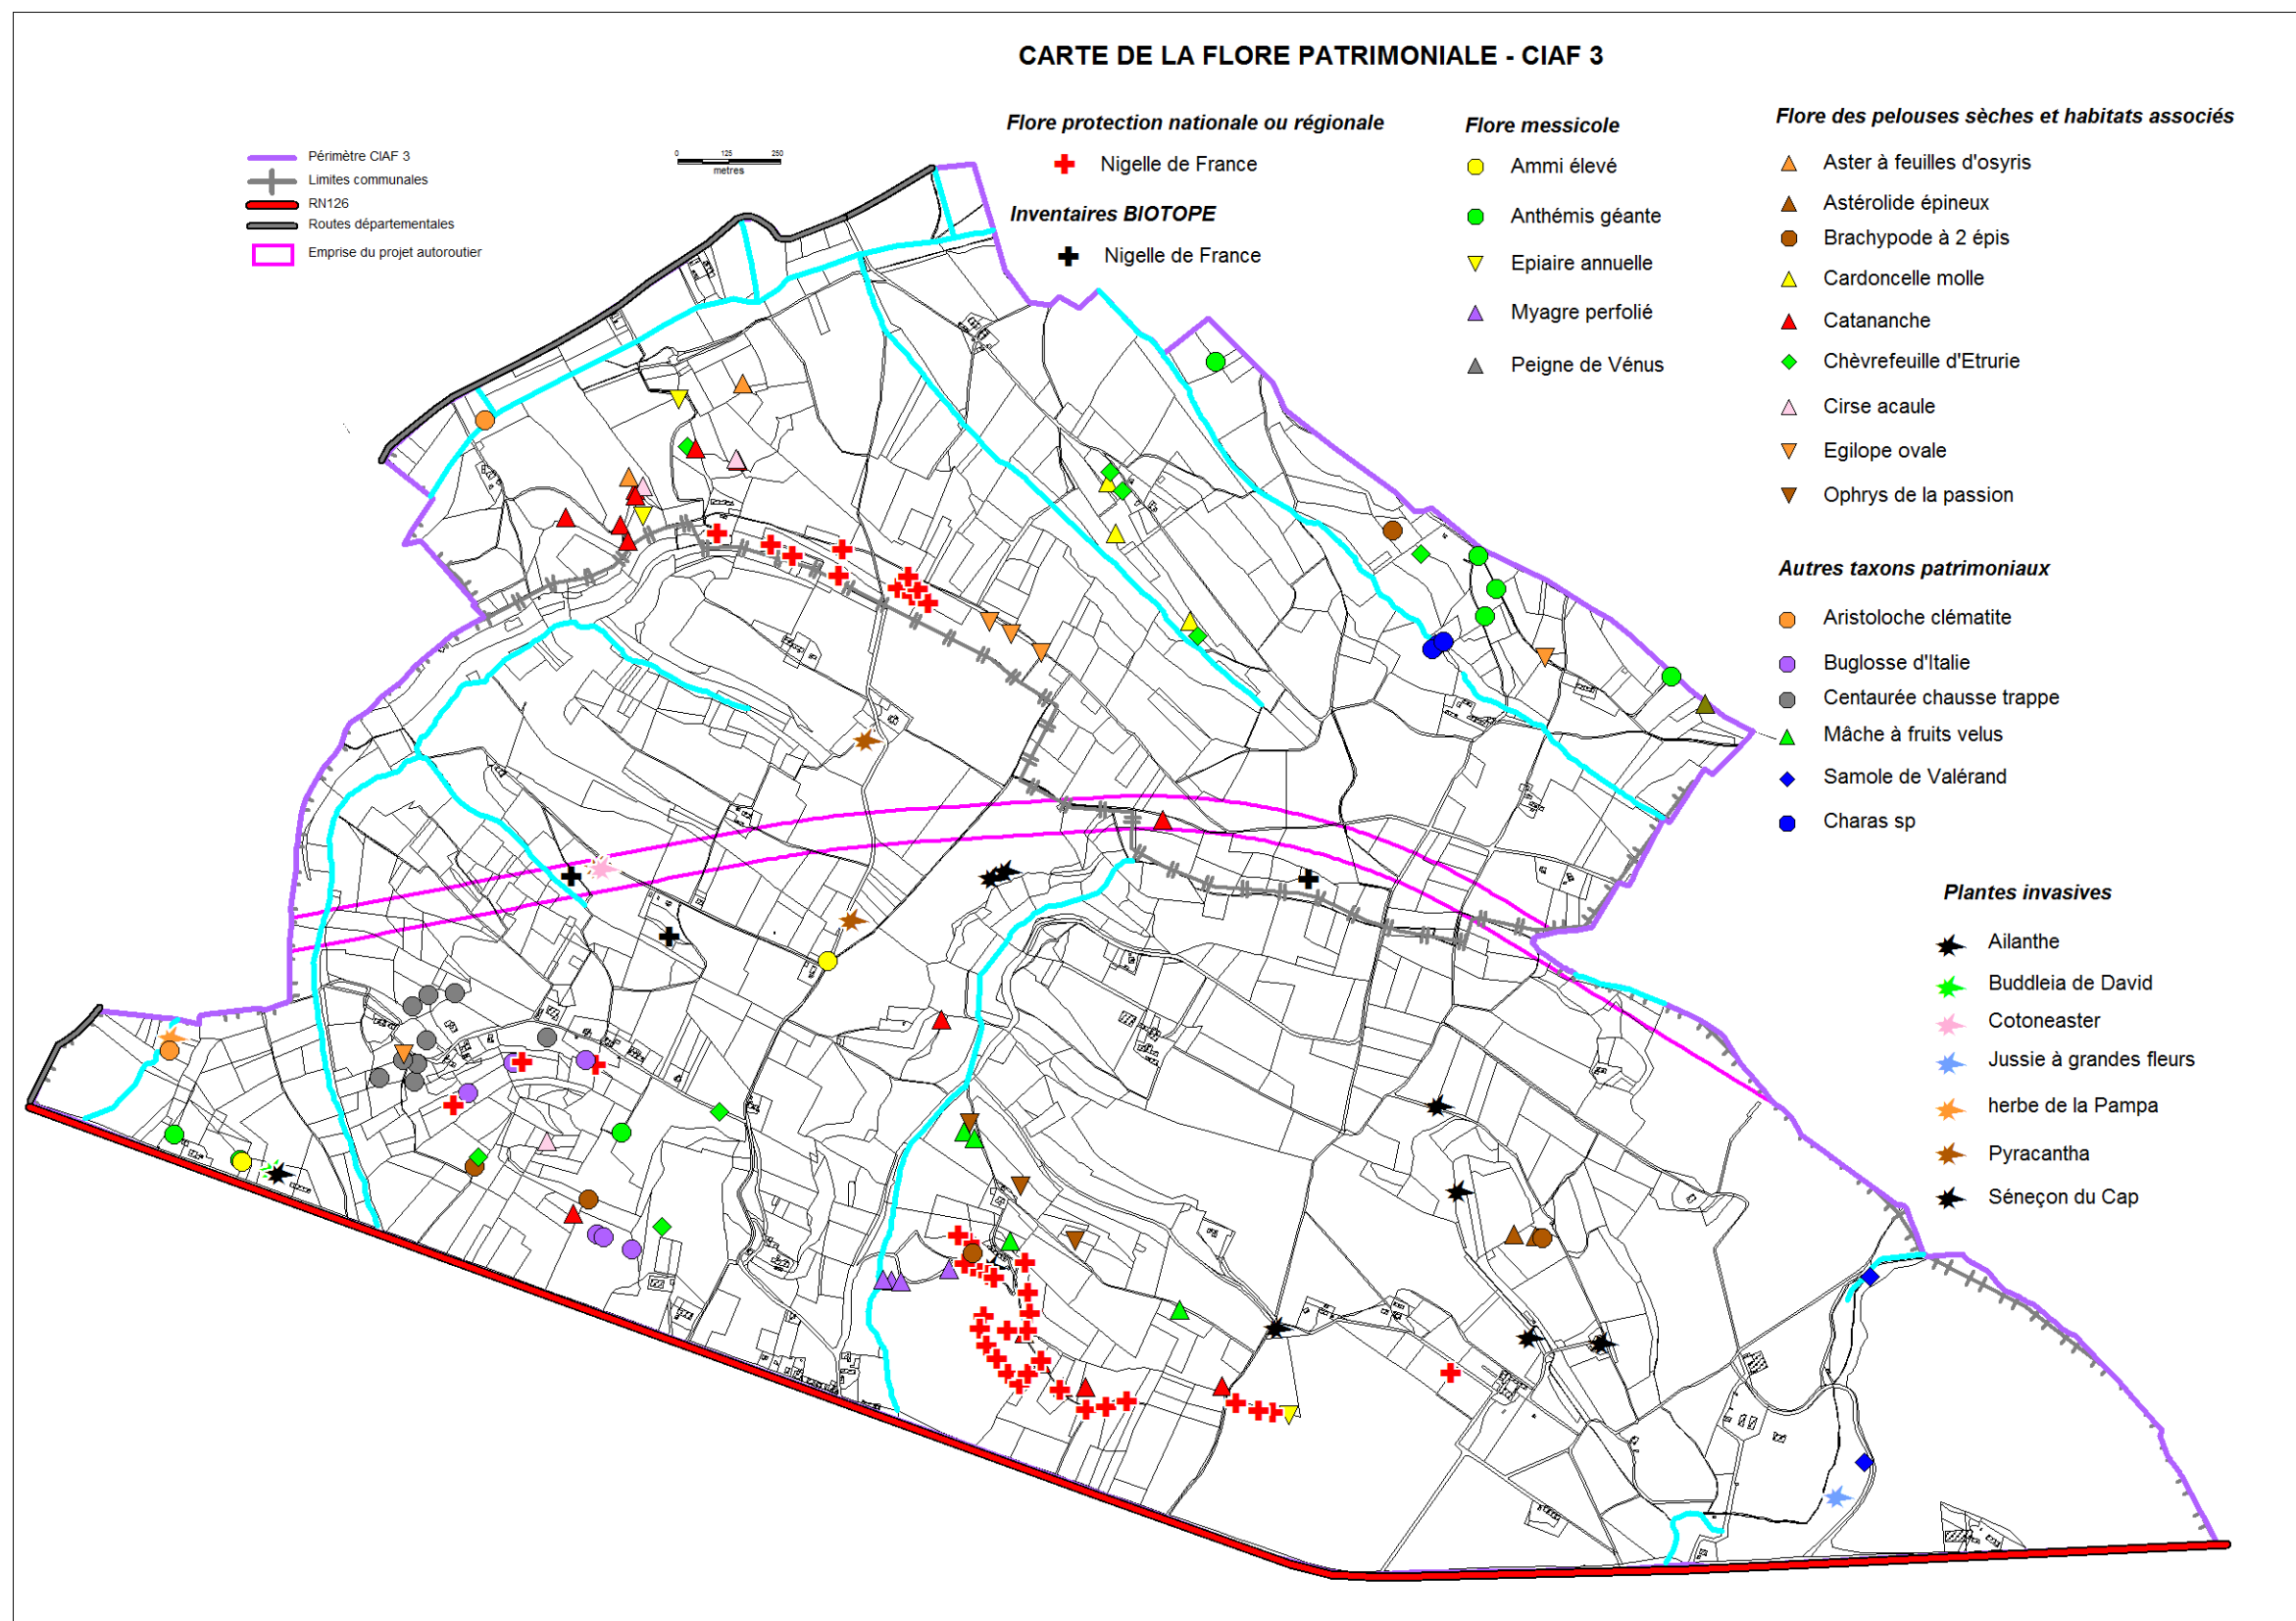 CARTE DE LA FLORE PATRIMONIALE - CIAF 3
Périmètre CIAF 3
Limites communales
RN126
Routes départementales
Emprise du projet autoroutier
0 125 250
metres
Flore protection nationale ou régionale
Nigelle de France
Inventaires BIOTOPE
Nigelle de France
Flore messicole
Ammi élevé
Anthémis géante
Epiaire annuelle
Myagre perfolié
Peigne de Vénus
Flore des pelouses sèches et habitats associés
Aster à feuilles d'osyris
Astérolide épineux
Brachypode à 2 épis
Cardoncelle molle
Catananche
Chèvrefeuille d'Etrurie
Cirse acaule
Egilope ovale
Ophrys de la passion
Autres taxons patrimoniaux
Aristoloche clématite
Buglosse d'Italie
Centaurée chausse trappe
Mâche à fruits velus
Samole de Valérand
Charas sp
Plantes invasives
Ailanthe
Buddleia de David
Cotoneaster
Jussie à grandes fleurs
herbe de la Pampa
Pyracantha
Séneçon du Cap